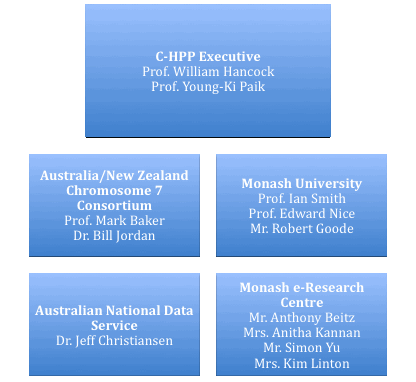 C-HPP Executive
Prof. William Hancock
Prof. Young-Ki Paik
Australia/New Zealand
Chromosome 7
Consortium
Prof. Mark Baker
Dr. Bill Jordan
Monash University
Prof. Ian Smith
Prof. Edward Nice
Mr. Robert Goode
Australian National Data
Service
Dr. Jeff Christiansen
Monash e-Research
Centre
Mr. Anthony Beitz
Mrs. Anitha Kannan
Mr. Simon Yu
Mrs. Kim Linton